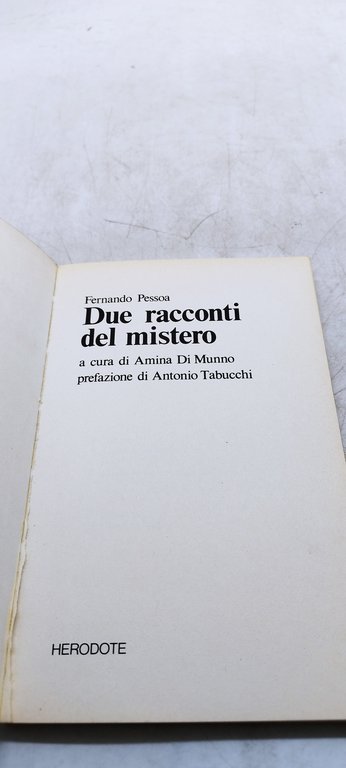 Fernando Pessoa
Due racconti
del mistero
a cura di Amina Di Munno
prefazione di Antonio Tabucchi
HERODOTE